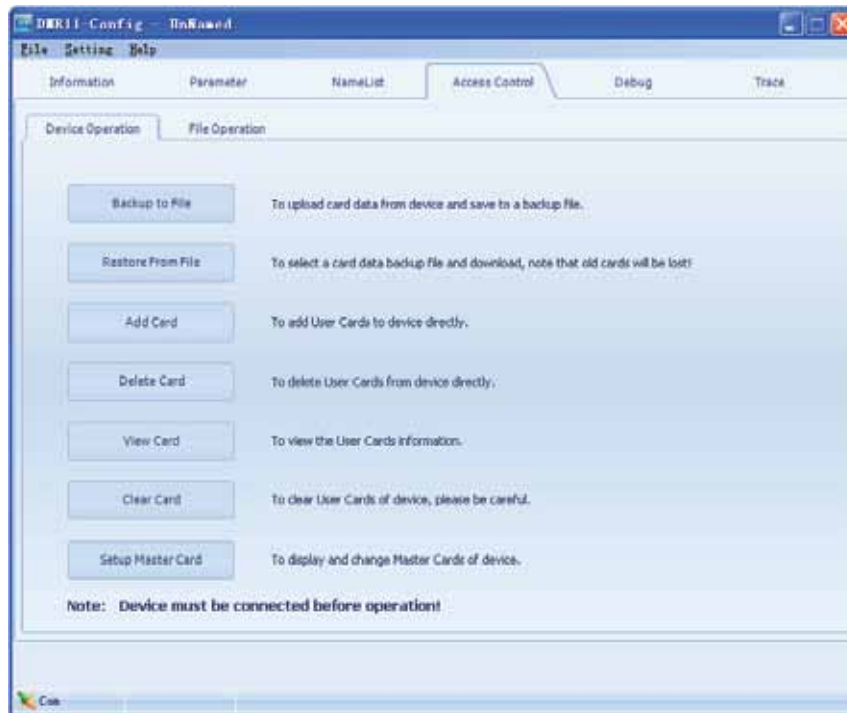 DMR11-Config - UnNamed
File Setting Help
Information Parameter NameList Access Control Debug Trace
Device Operation File Operation
Backup to File To upload card data from device and save to a backup file.
Restore From File To select a card data backup file and download, note that old cards will be lost!
Add Card To add User Cards to device directly.
Delete Card To delete User Cards from device directly.
View Card To view the User Cards information.
Clear Card To clear User Cards of device, please be careful.
Setup Master Card To display and change Master Cards of device.
Note: Device must be connected before operation!
Com